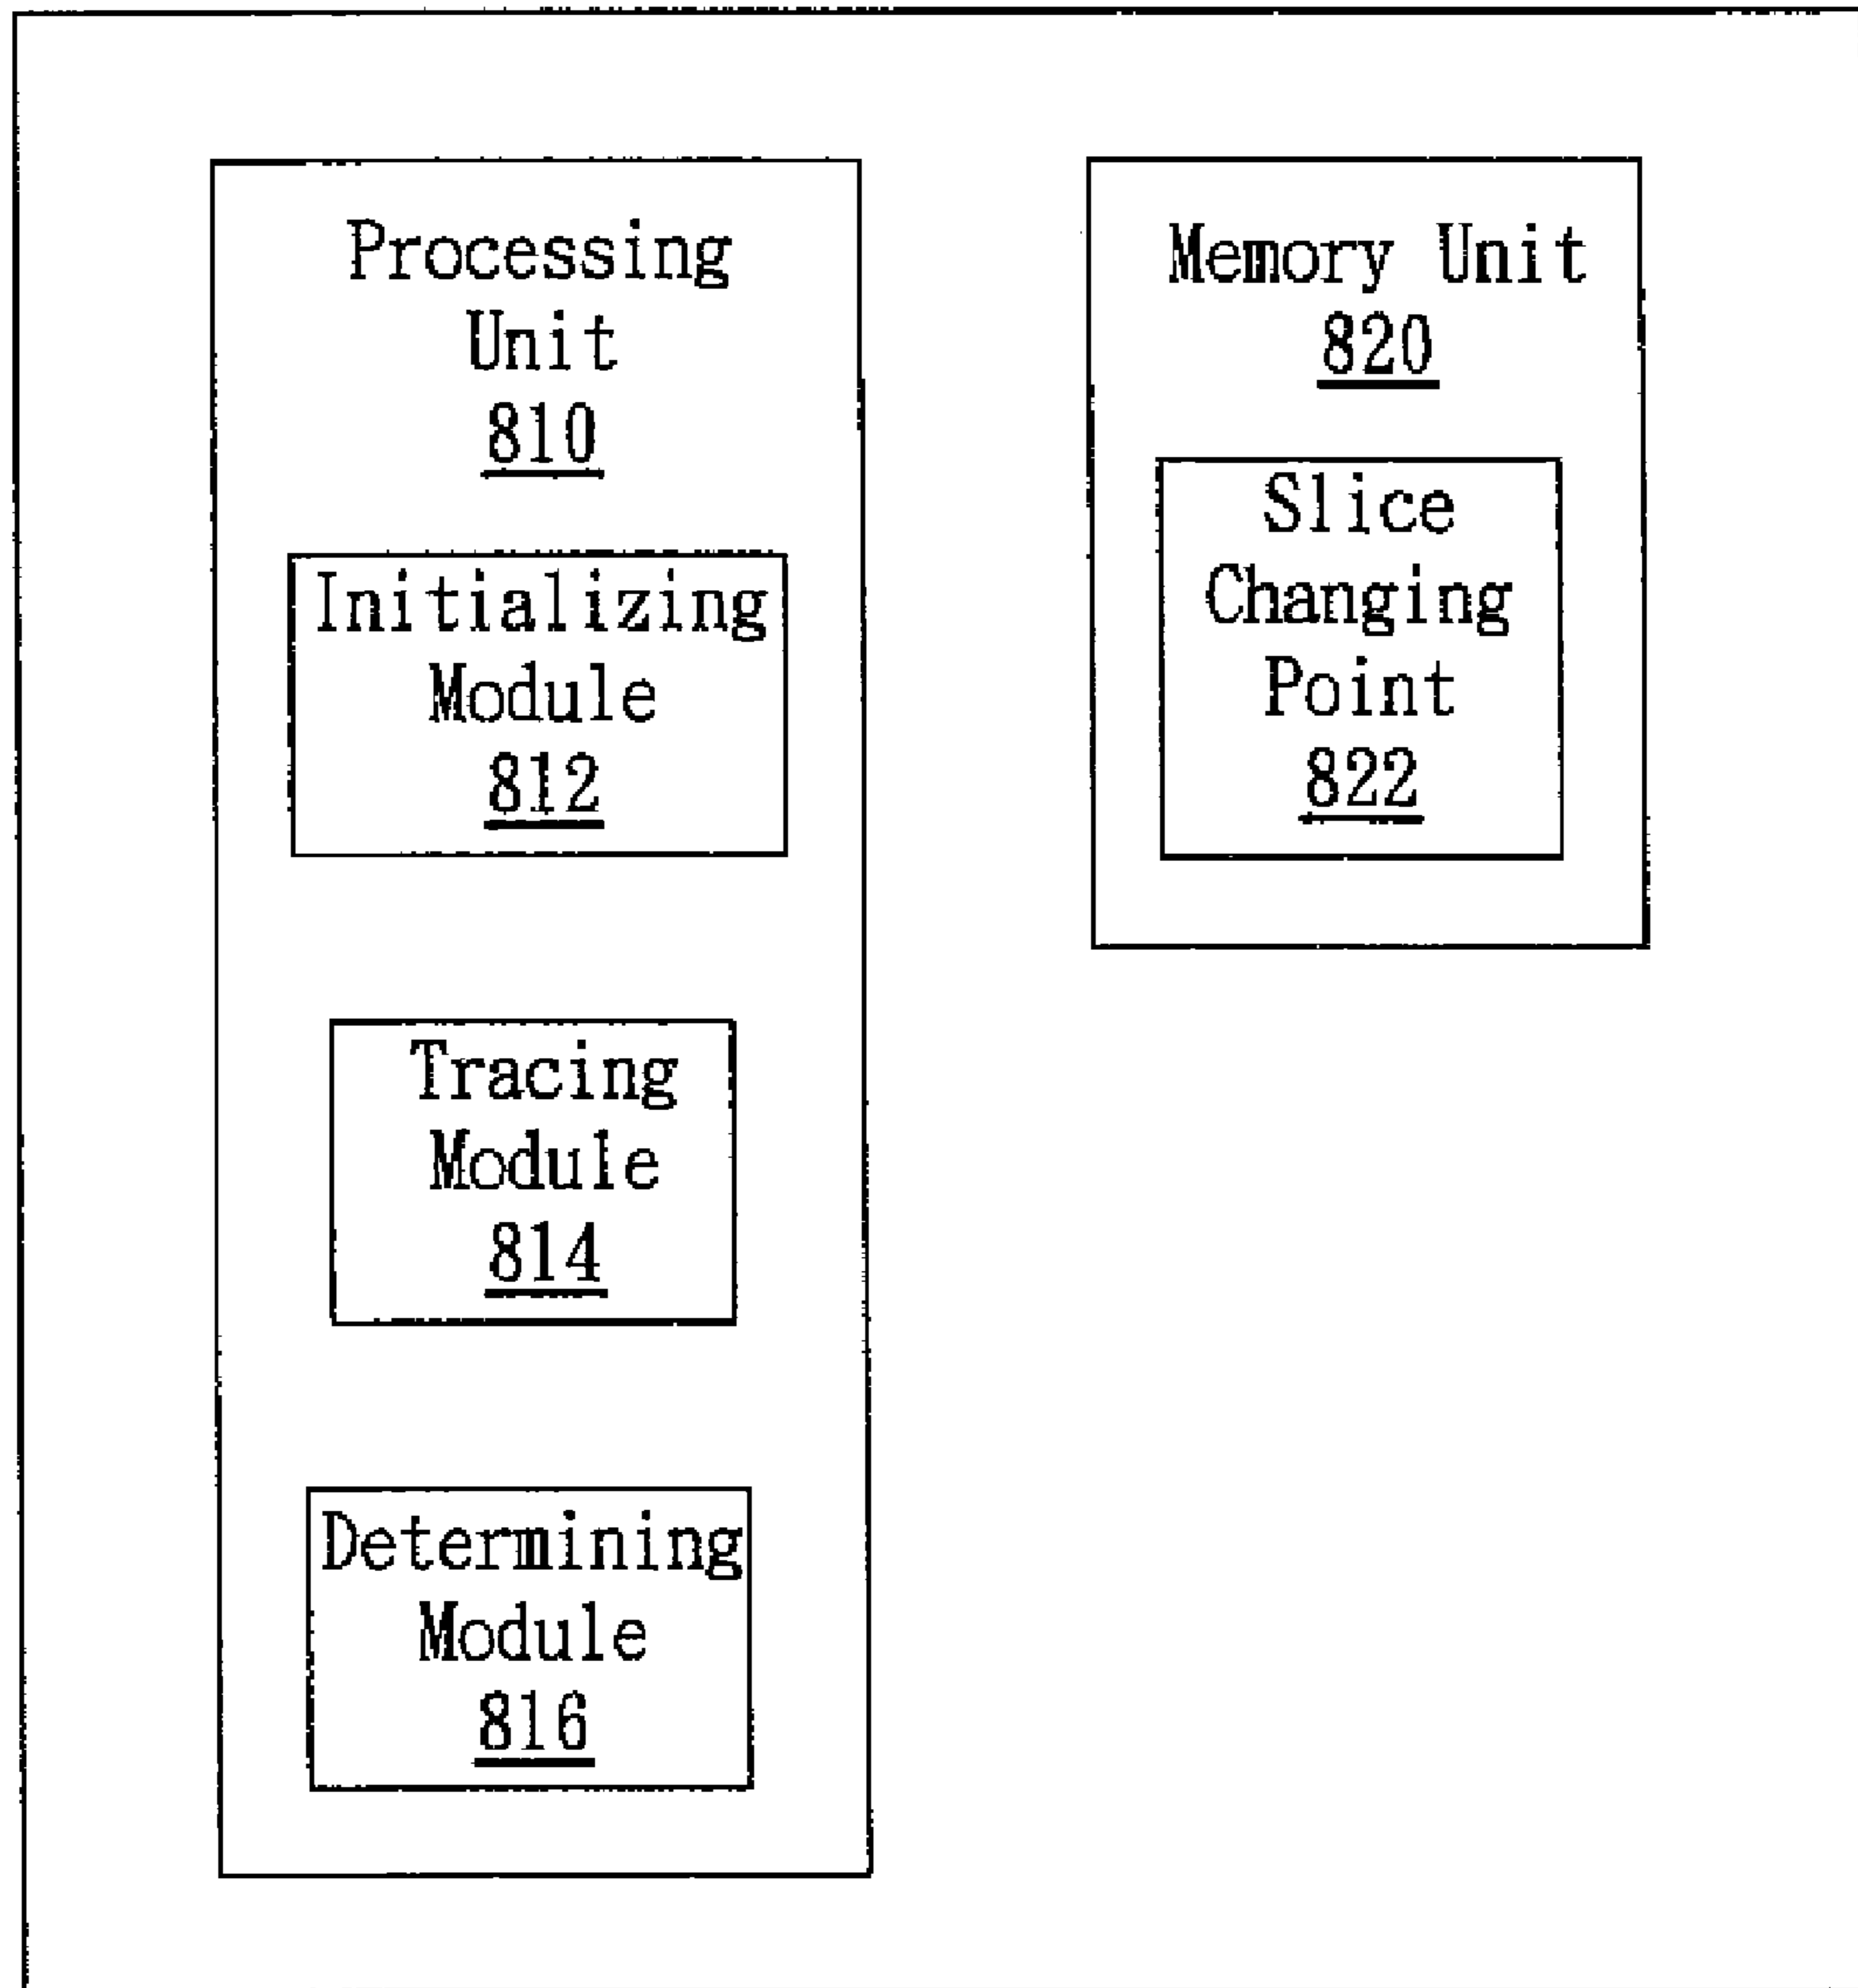 Processing
Unit
810
Initializing
Module
812
Tracing
Module
814
Determining
Module
816
Memory Unit
820
Slice
Changing
Point
822